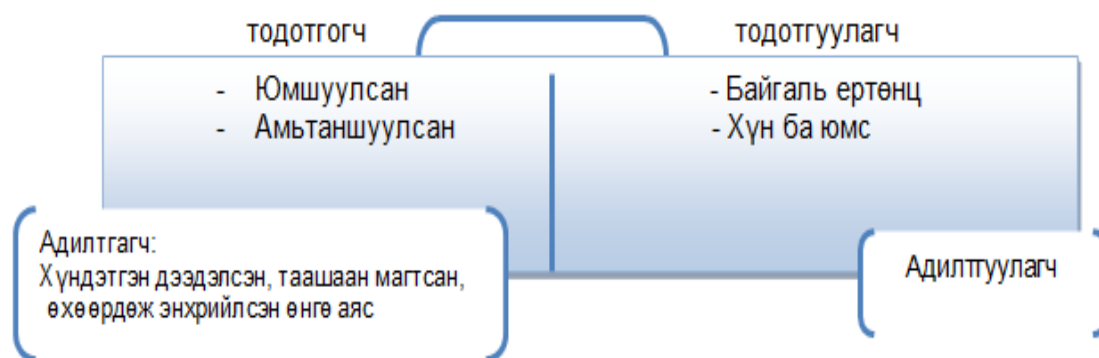 тодотгогч
тодотгуулагч
- Юмшуулсан
- Амьтаншуулсан
- Байгаль ертөнц
- Хүн ба юмс
Адилтгагч:
Хүндэтгэн дээдэлсэн, таашаан магтсан,
өхөөрдөж энхрийлсэн өнгө аяс
Адилтгуулагч